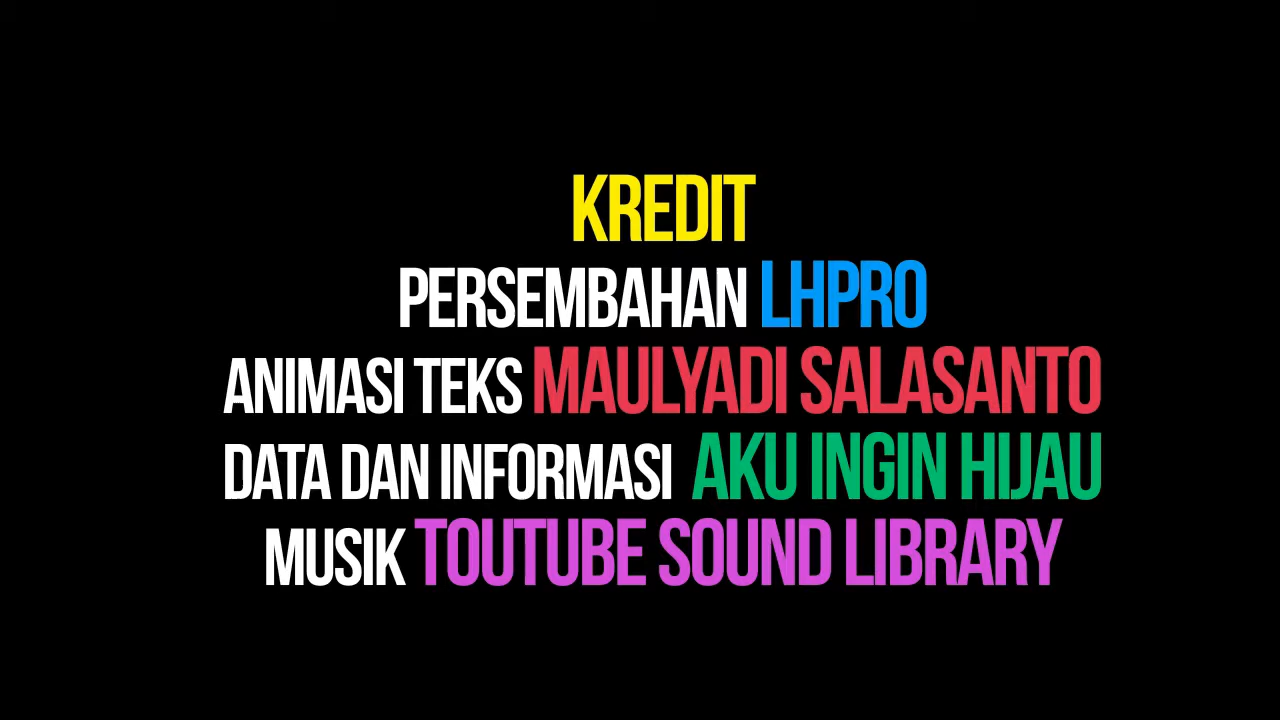 KREDIT
PERSEMBAHAN LHPRO
ANIMASI TEKS MAULYADI SALASANTO
DATA DAN INFORMASI AKU INGIN HIJAU
MUSIK TOUTUBE SOUND LIBRARY